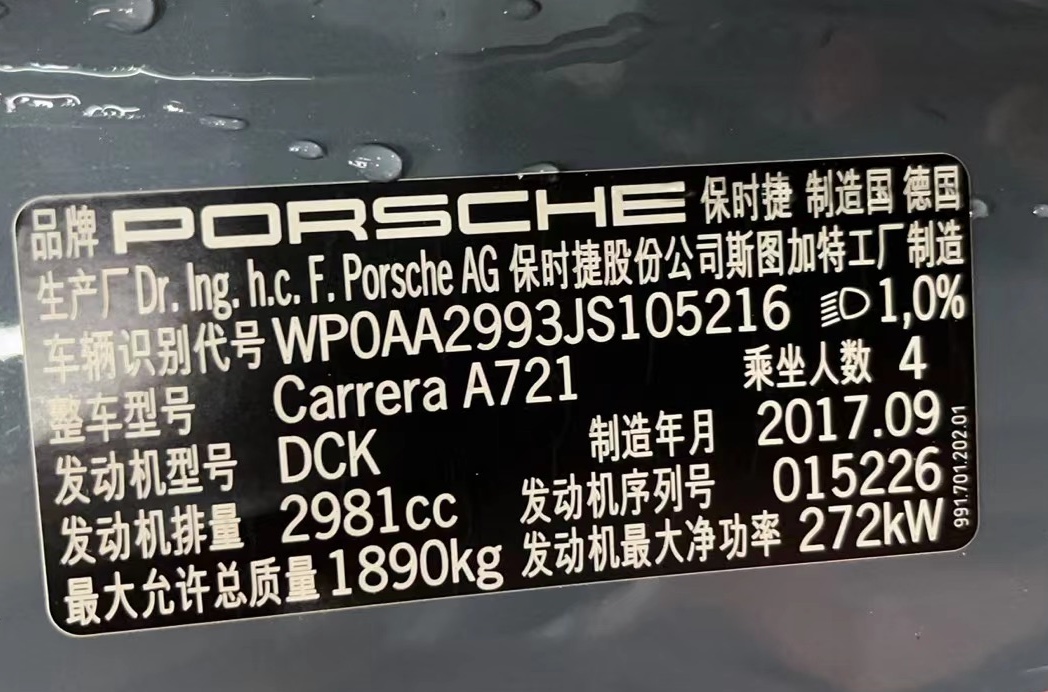 品牌 PORSCHE 保时捷 制造国 德国
生产厂 Dr. Ing. h.c. F. Porsche AG 保时捷股份公司斯图加特工厂制造
车辆识别代号 WP0AA2993JS105216 1,0%
整车型号 Carrera A721 乘坐人数 4
发动机型号 DCK 制造年月 2017.09
发动机排量 2981cc 发动机序列号 015226
最大允许总质量 1890kg 发动机最大净功率 272kW
991.701.202.01